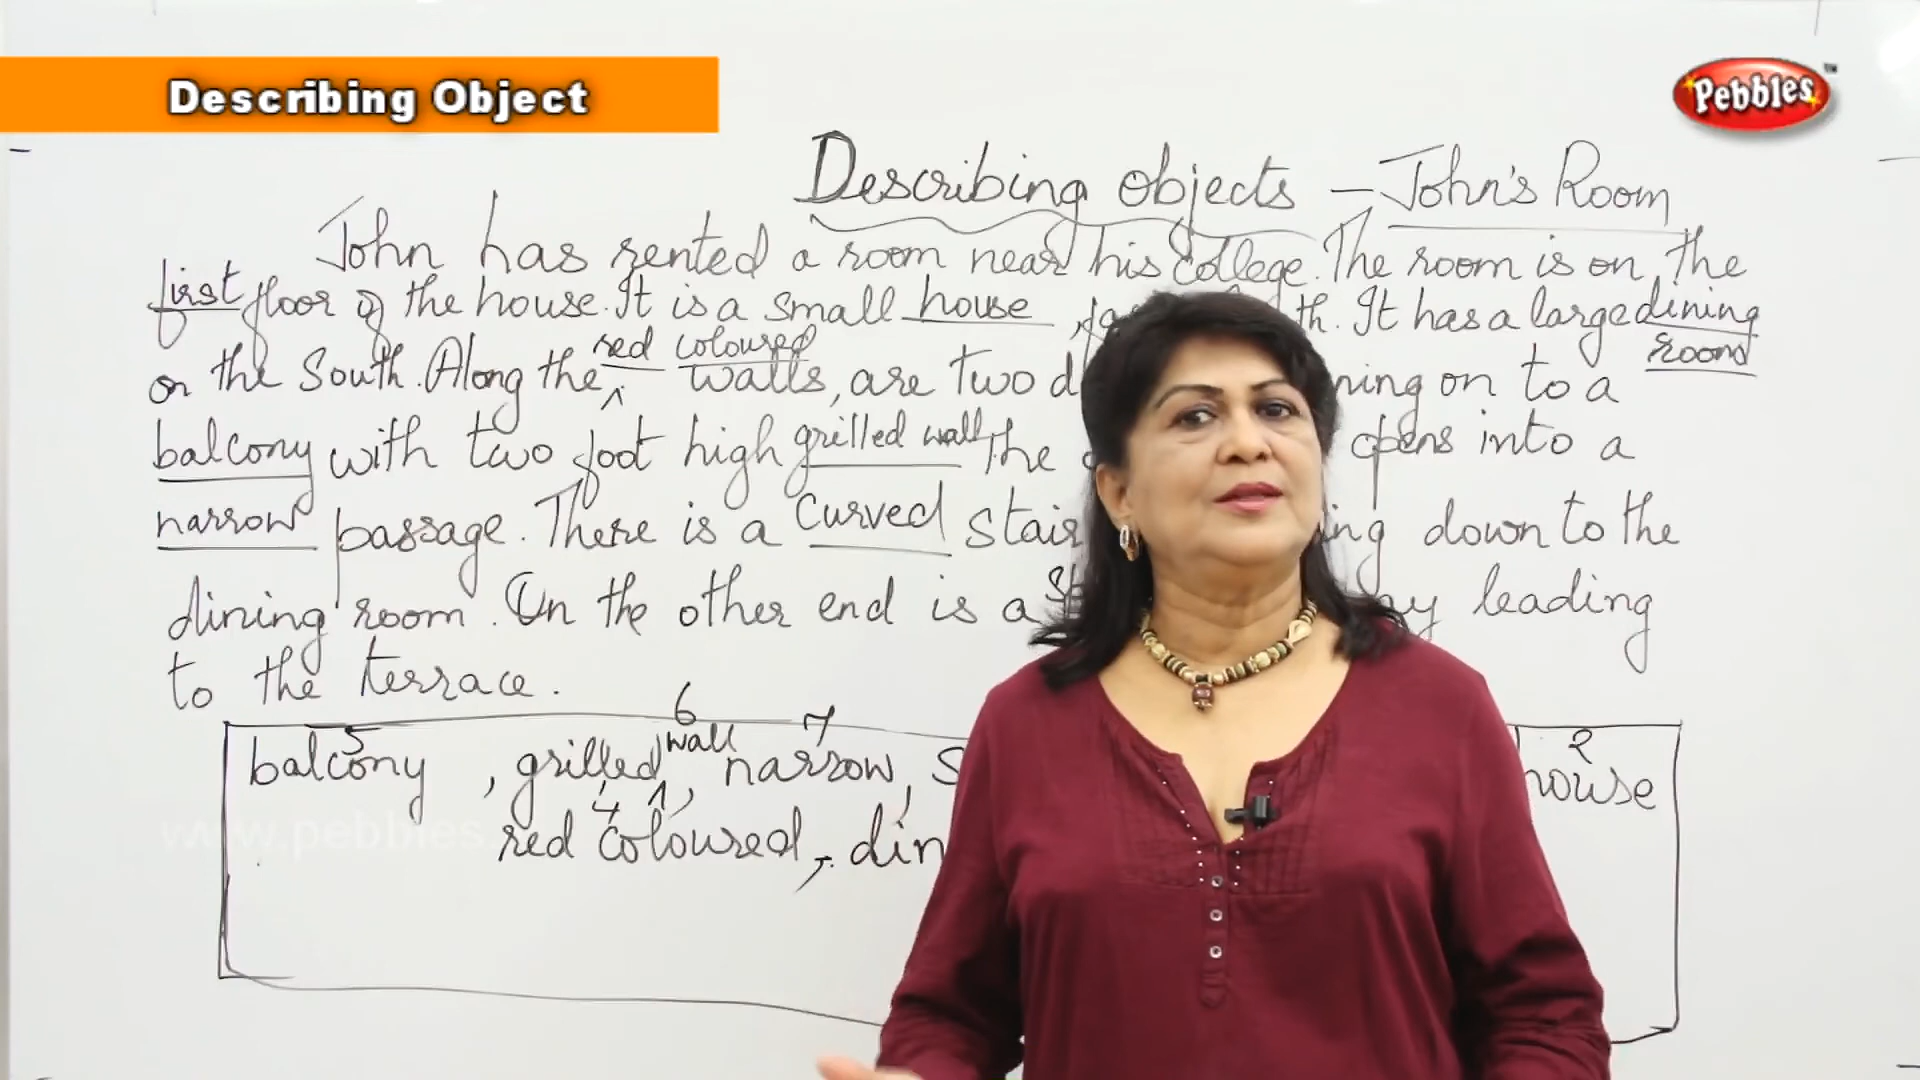 Describing Object
Pebbles™
Describing objects - John's Room
John has rented a room near his college. The room is on the
first floor of the house. It is a small house, th. It has a large dining
room
on the South. Along the red coloured walls, are two d ning on to a
balcony with two foot high grilled wall. The opens into a
narrow passage. There is a curved stair ing down to the
dining room. On the other end is a leading
to the terrace.
5 6 7 2
balcony, grilled wall, narrow, s house
4
red coloured, din
www.pebbles